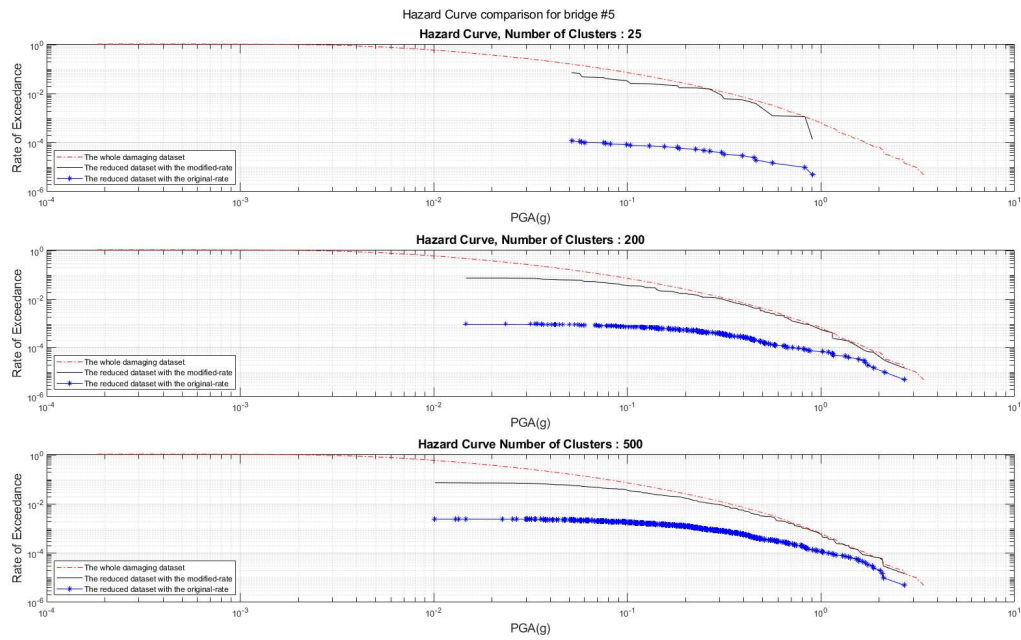 Hazard Curve comparison for bridge #5
Hazard Curve, Number of Clusters : 25
Rate of Exceedance
10^0
10^-2
10^-4
10^-6
The whole damaging dataset
The reduced dataset with the modified-rate
The reduced dataset with the original-rate
10^-4
10^-3
10^-2
10^-1
10^0
10^1
PGA(g)
Hazard Curve, Number of Clusters : 200
Rate of Exceedance
10^0
10^-2
10^-4
10^-6
The whole damaging dataset
The reduced dataset with the modified-rate
The reduced dataset with the original-rate
10^-4
10^-3
10^-2
10^-1
10^0
10^1
PGA(g)
Hazard Curve Number of Clusters : 500
Rate of Exceedance
10^0
10^-2
10^-4
10^-6
The whole damaging dataset
The reduced dataset with the modified-rate
The reduced dataset with the original-rate
10^-4
10^-3
10^-2
10^-1
10^0
10^1
PGA(g)